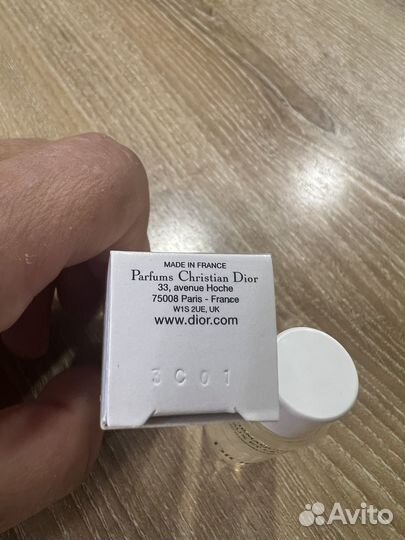 MADE IN FRANCE
Parfums Christian Dior
33, avenue Hoche
75008 Paris - France
W1S 2UE, UK
www.dior.com
3C01
Avito